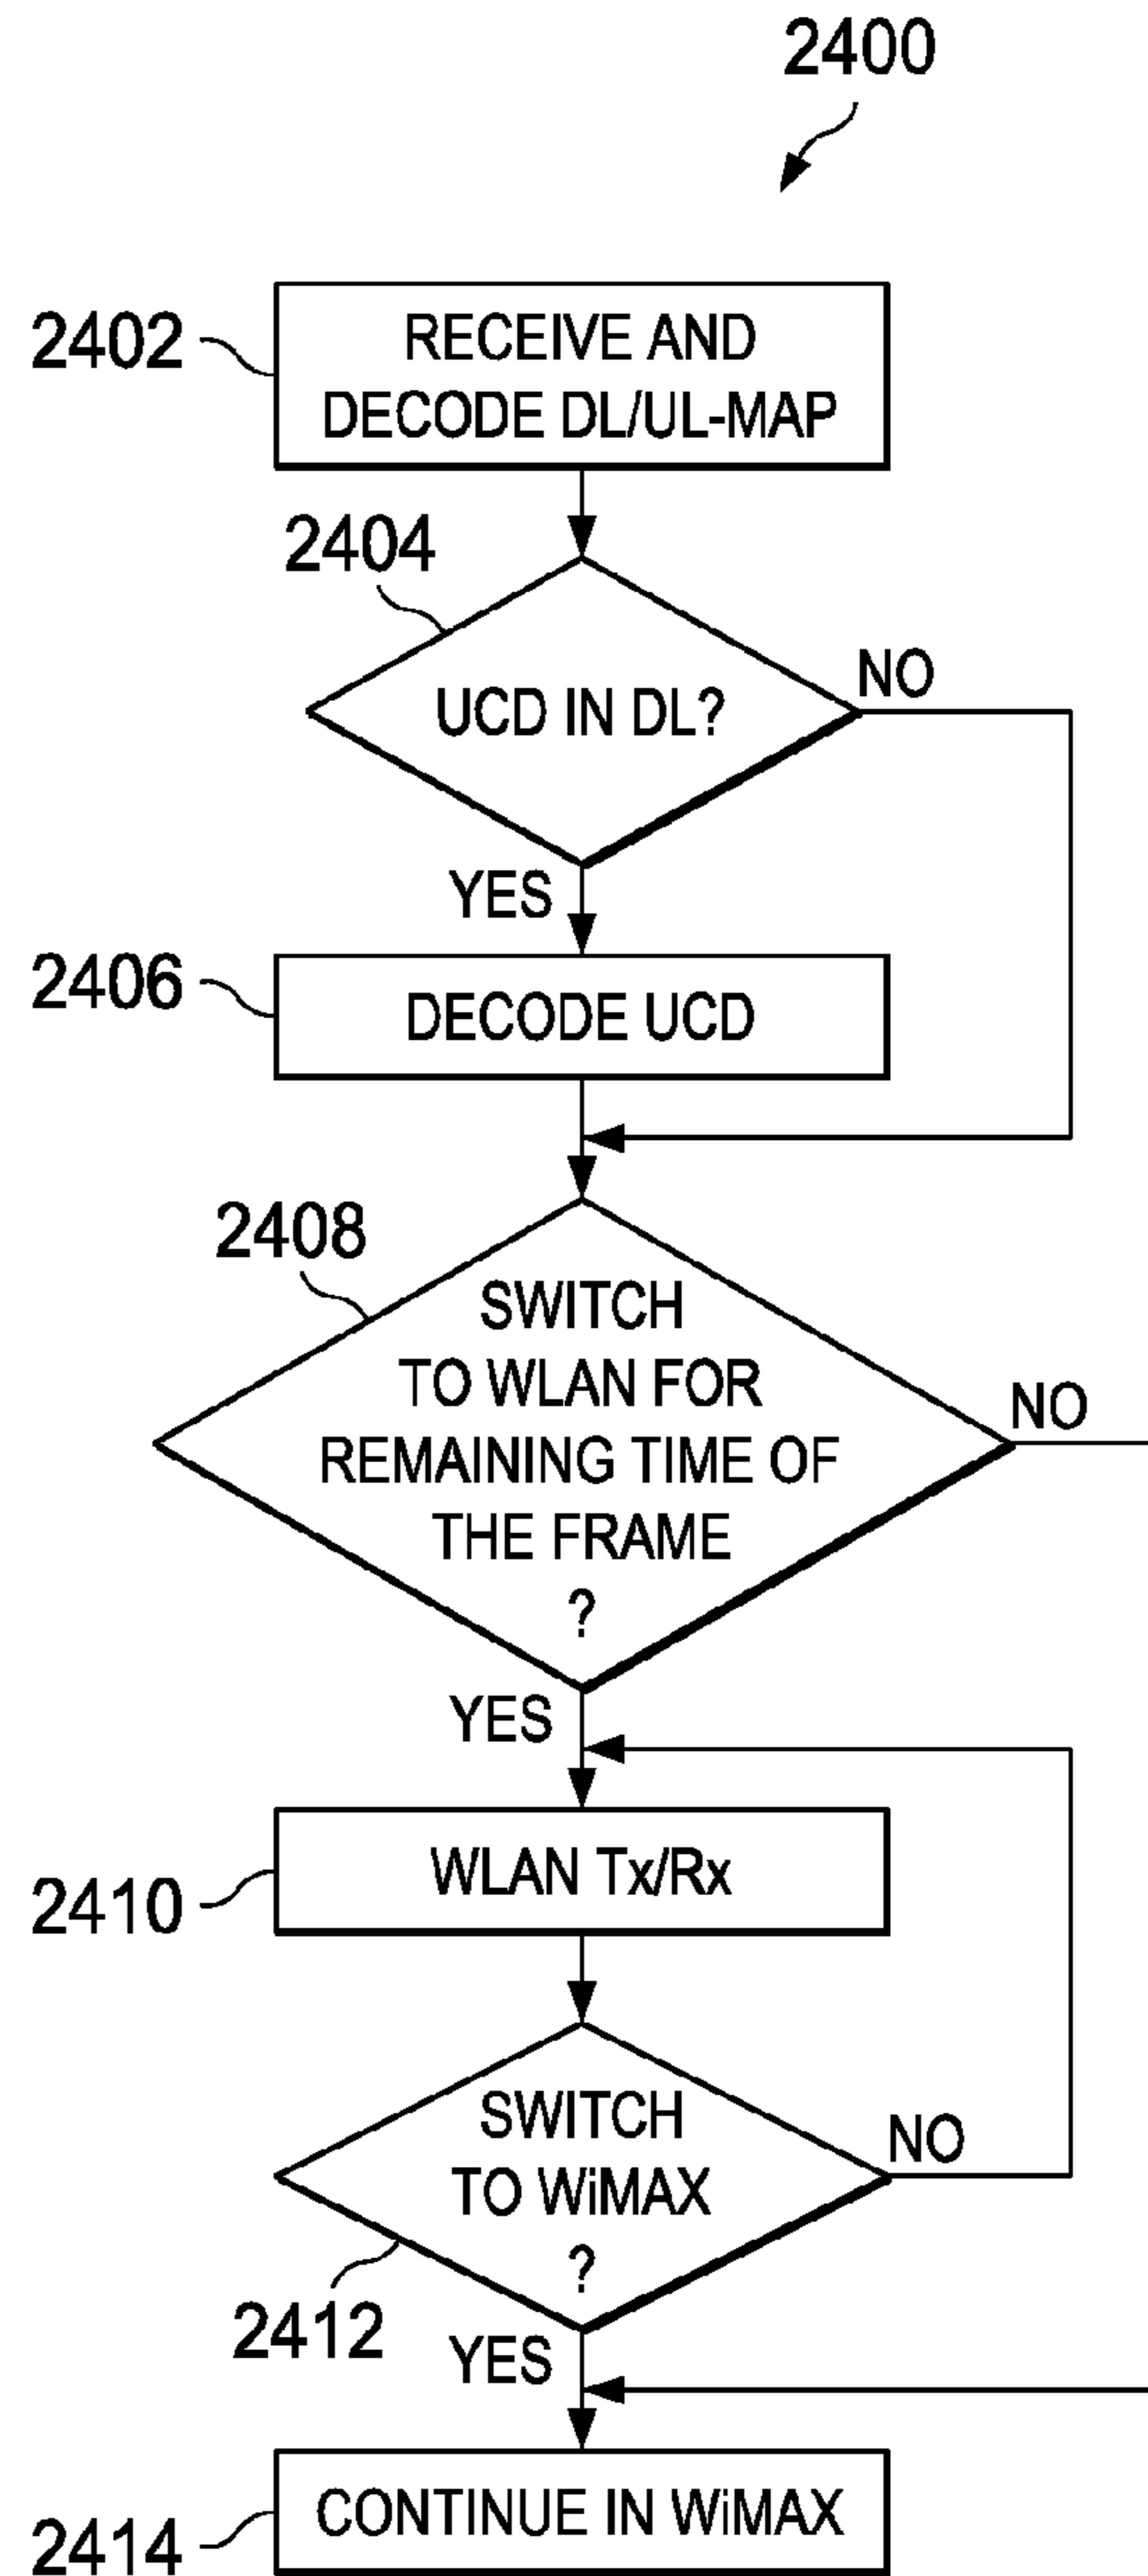 2400
2402
RECEIVE AND
DECODE DL/UL-MAP
2404
UCD IN DL?
NO
YES
2406
DECODE UCD
2408
SWITCH
TO WLAN FOR
REMAINING TIME OF
THE FRAME
?
NO
YES
2410
WLAN Tx/Rx
SWITCH
TO WiMAX
?
NO
2412
YES
2414
CONTINUE IN WiMAX